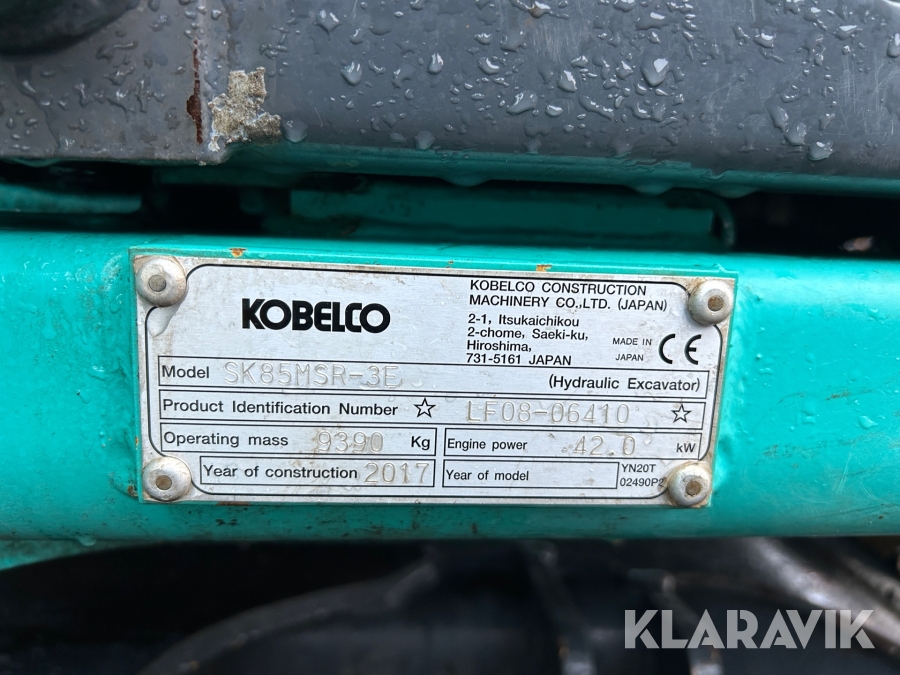 KOBELCO
KOBELCO CONSTRUCTION
MACHINERY CO.,LTD. (JAPAN)
2-1, Itsukaichikou
2-chome, Saeki-ku,
Hiroshima,
731-5161 JAPAN
MADE IN
JAPAN
CE
Model SK85MSR-3E (Hydraulic Excavator)
Product Identification Number ☆ LF08-06410 ☆
Operating mass 9390 Kg
Engine power 42.0 kW
Year of construction 2017
Year of model
YN20T
02490P2
KLARAVIK